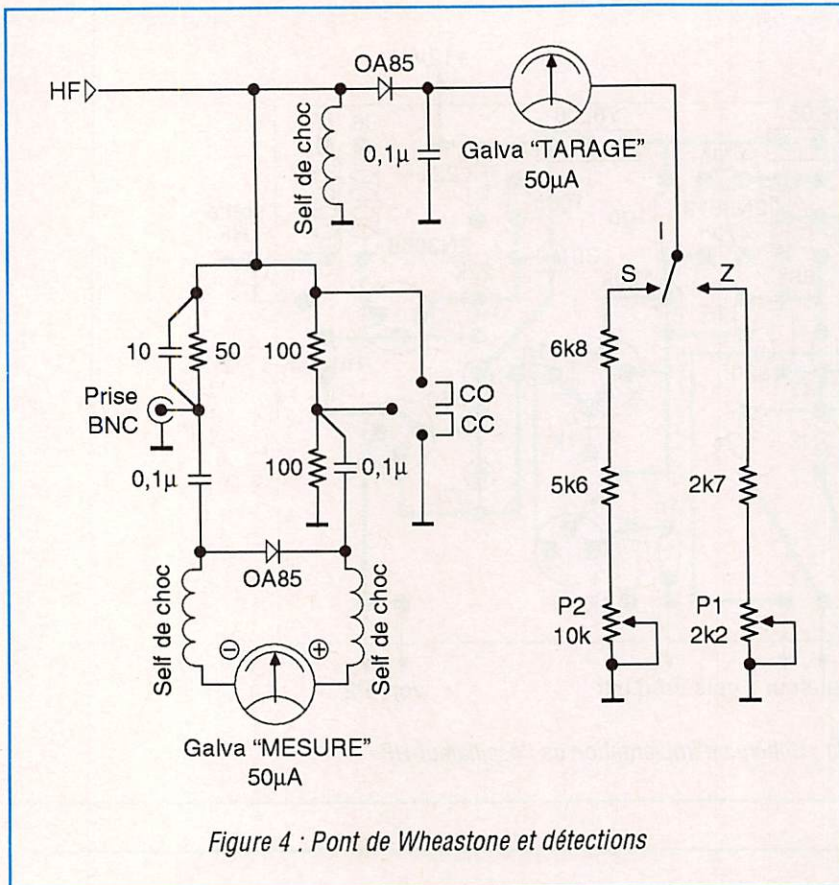 OA85
HF
Self de choc
0,1µ
Galva "TARAGE"
50µA
I
S
Z
10
50
100
6k8
Prise
BNC
CO
CC
0,1µ
100
0,1µ
5k6
2k7
OA85
Self de choc
Self de choc
P2
10k
P1
2k2
Galva "MESURE"
50µA
Figure 4 : Pont de Wheastone et détections